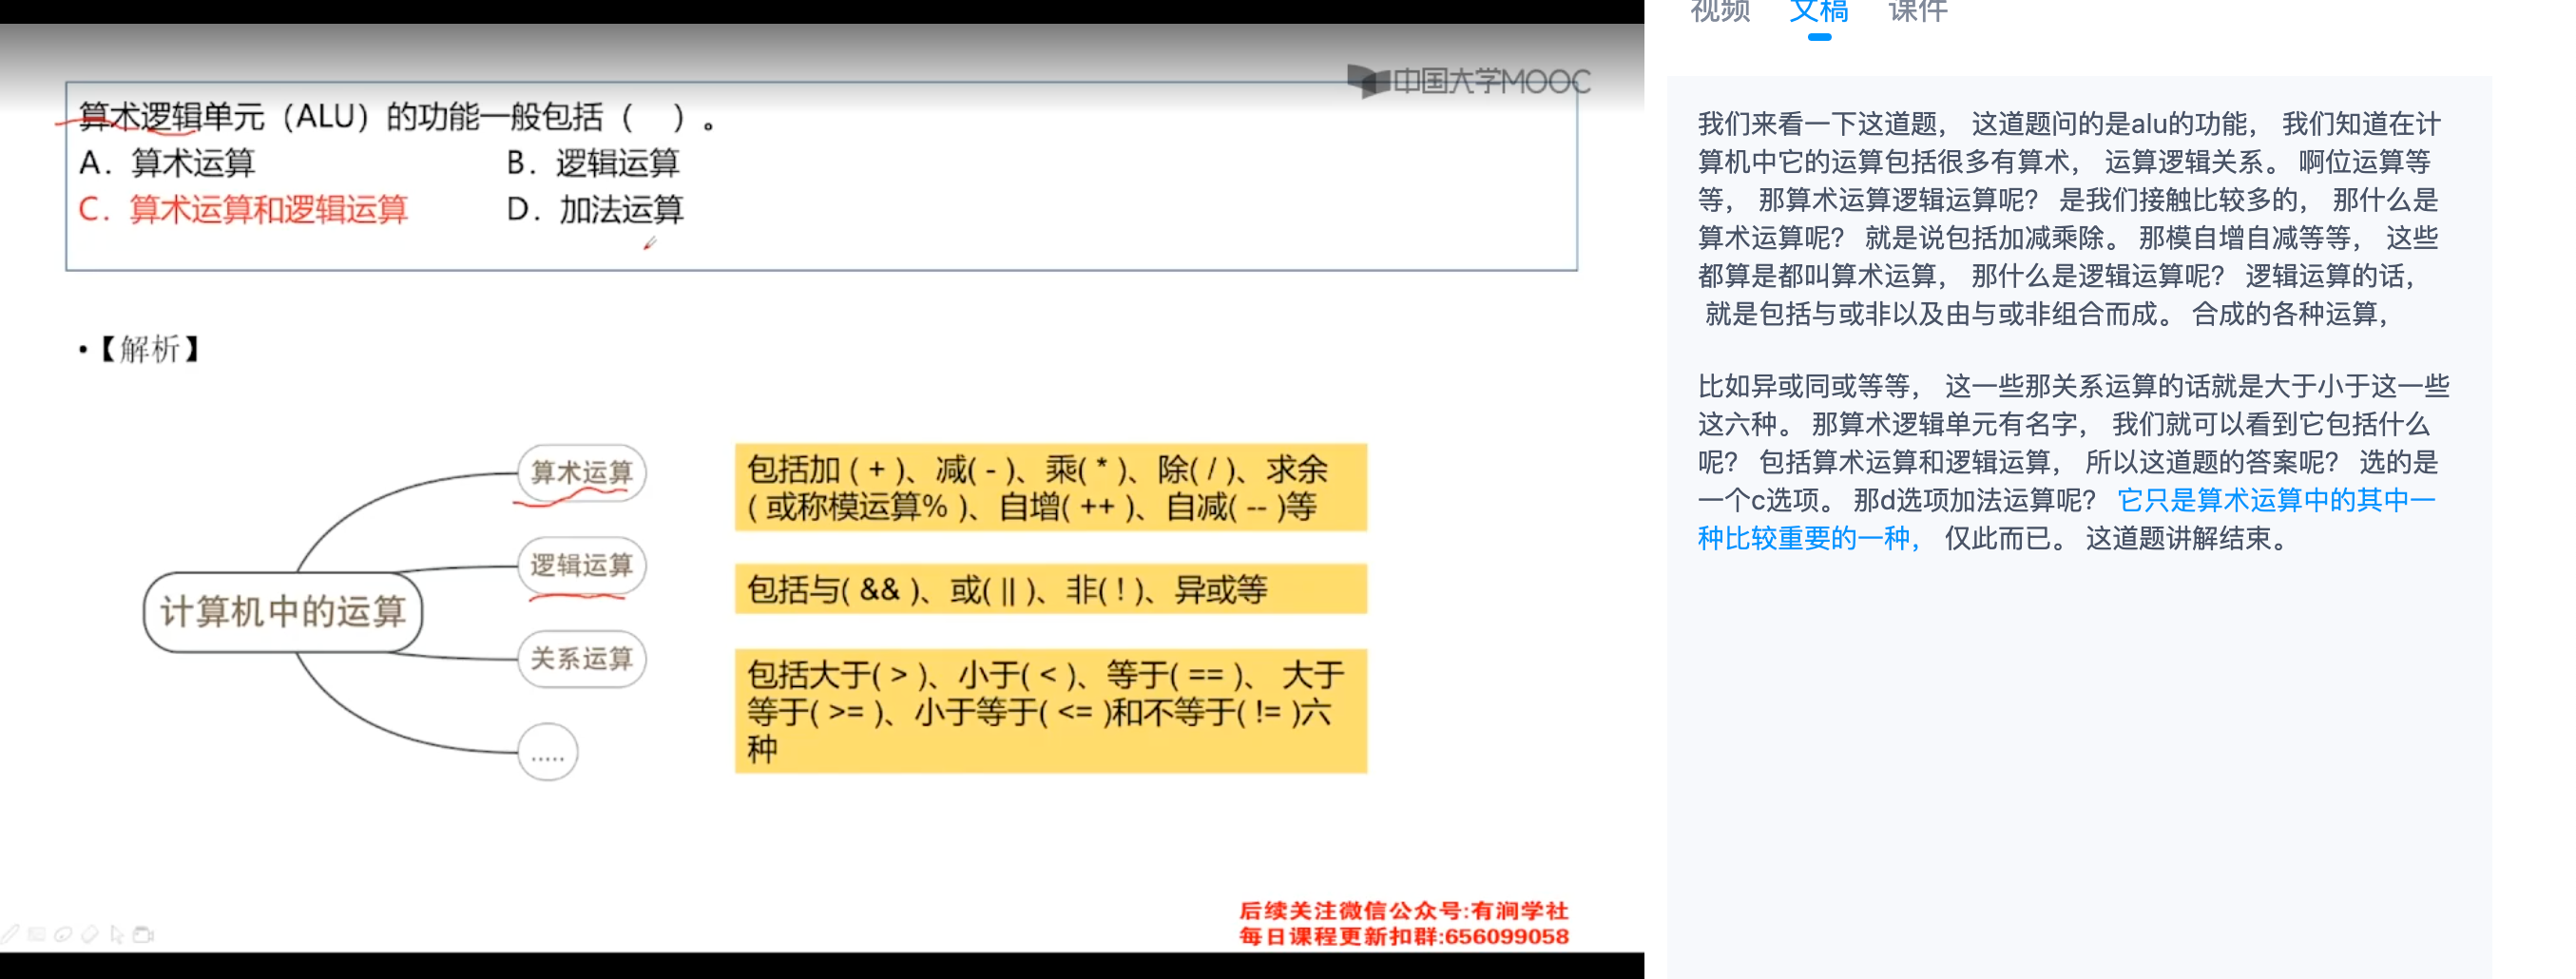 中国大学MOOC
算术逻辑单元（ALU）的功能一般包括（　）。
A. 算术运算　B. 逻辑运算
C. 算术运算和逻辑运算　D. 加法运算
•【解析】
计算机中的运算
算术运算
包括加 ( + )、减( - )、乘( * )、除( / )、求余
( 或称模运算% )、自增( ++ )、自减( -- )等
逻辑运算
包括与( && )、或( || )、非( ! )、异或等
关系运算
包括大于( > )、小于( < )、等于( == )、 大于
等于( >= )、小于等于( <= )和不等于( != )六
种
.....
后续关注微信公众号:有涧学社
每日课程更新扣群:656099058
视频　文稿　课件
我们来看一下这道题， 这道题问的是alu的功能， 我们知道在计
算机中它的运算包括很多有算术， 运算逻辑关系。 啊位运算等
等， 那算术运算逻辑运算呢？ 是我们接触比较多的， 那什么是
算术运算呢？ 就是说包括加减乘除。 那模自增自减等等， 这些
都算是都叫算术运算， 那什么是逻辑运算呢？ 逻辑运算的话，
就是包括与或非以及由与或非组合而成。 合成的各种运算，
比如异或同或等等， 这一些那关系运算的话就是大于小于这一些
这六种。 那算术逻辑单元有名字， 我们就可以看到它包括什么
呢？ 包括算术运算和逻辑运算， 所以这道题的答案呢？ 选的是
一个c选项。 那d选项加法运算呢？ 它只是算术运算中的其中一
种比较重要的一种， 仅此而已。 这道题讲解结束。